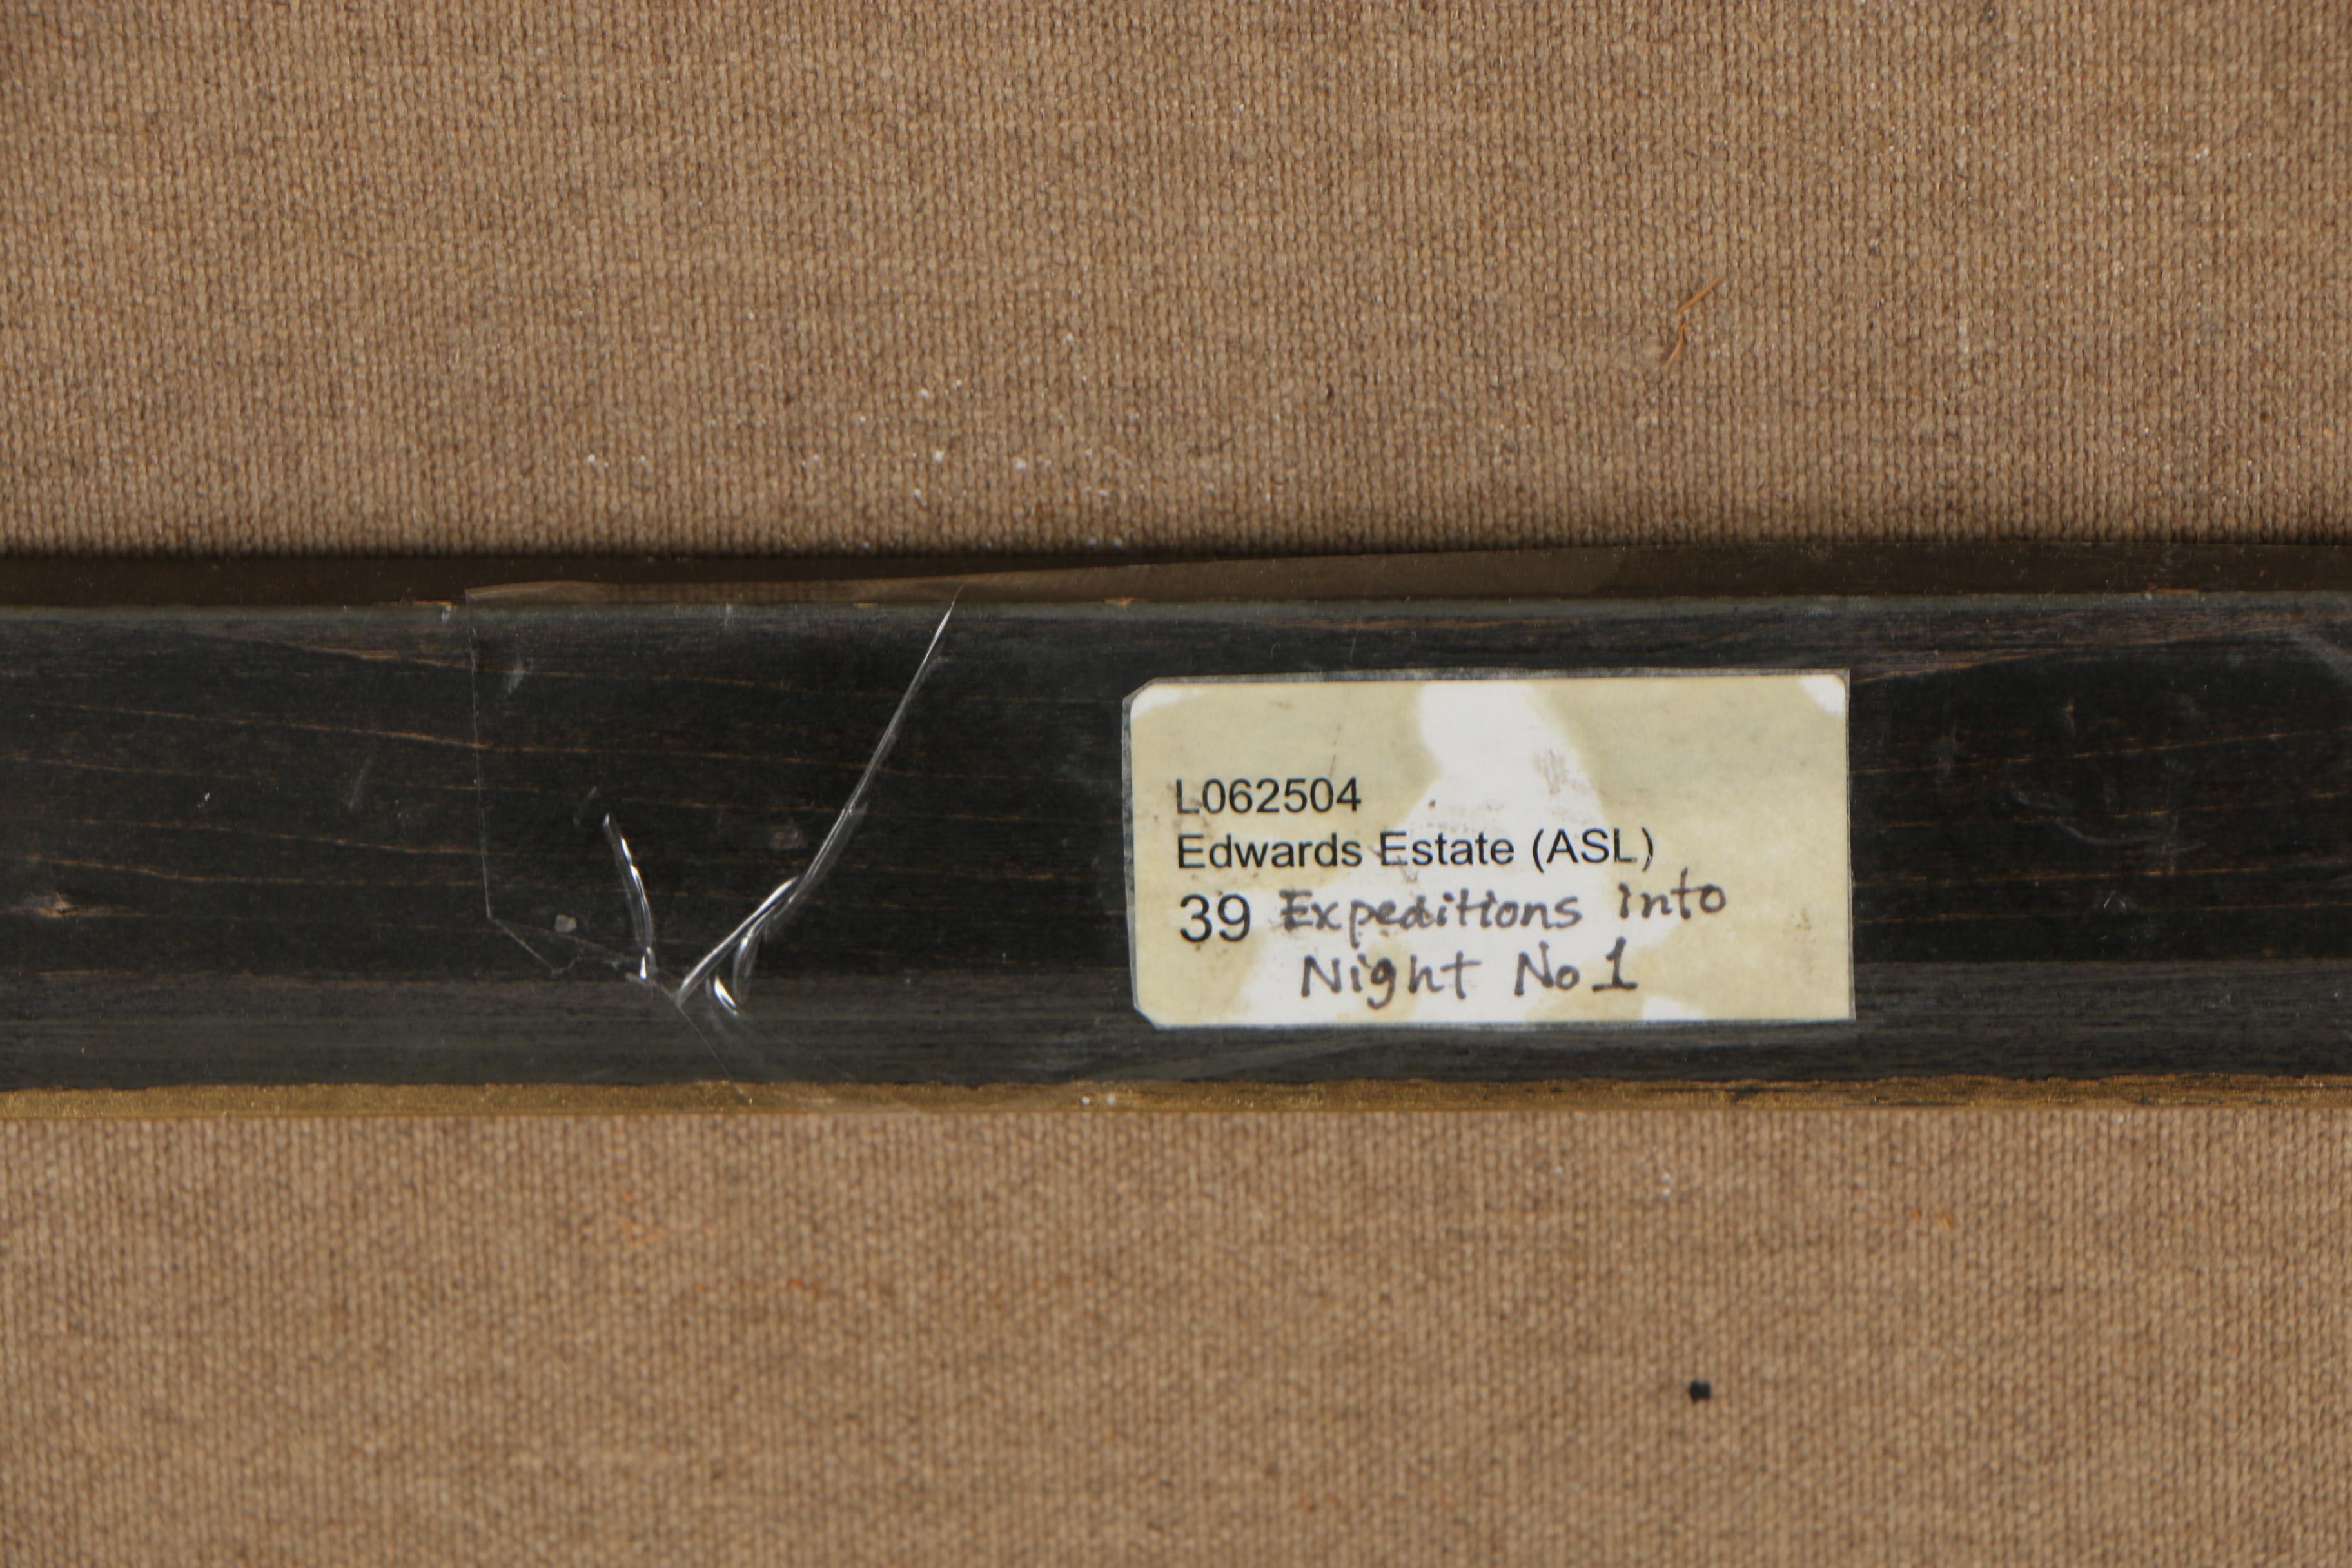 L062504
Edwards Estate (ASL)
39 Expeditions into
Night No 1